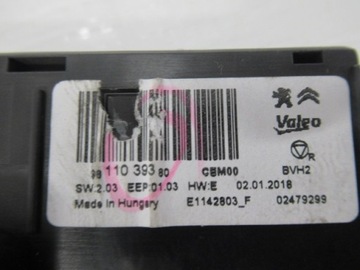 Valeo
98 110 393 80 CBM00 BVH2
SW:2.03 EEP:01.03 HW:E 02.01.2018 R
Made in Hungary E1142803_F 02479299